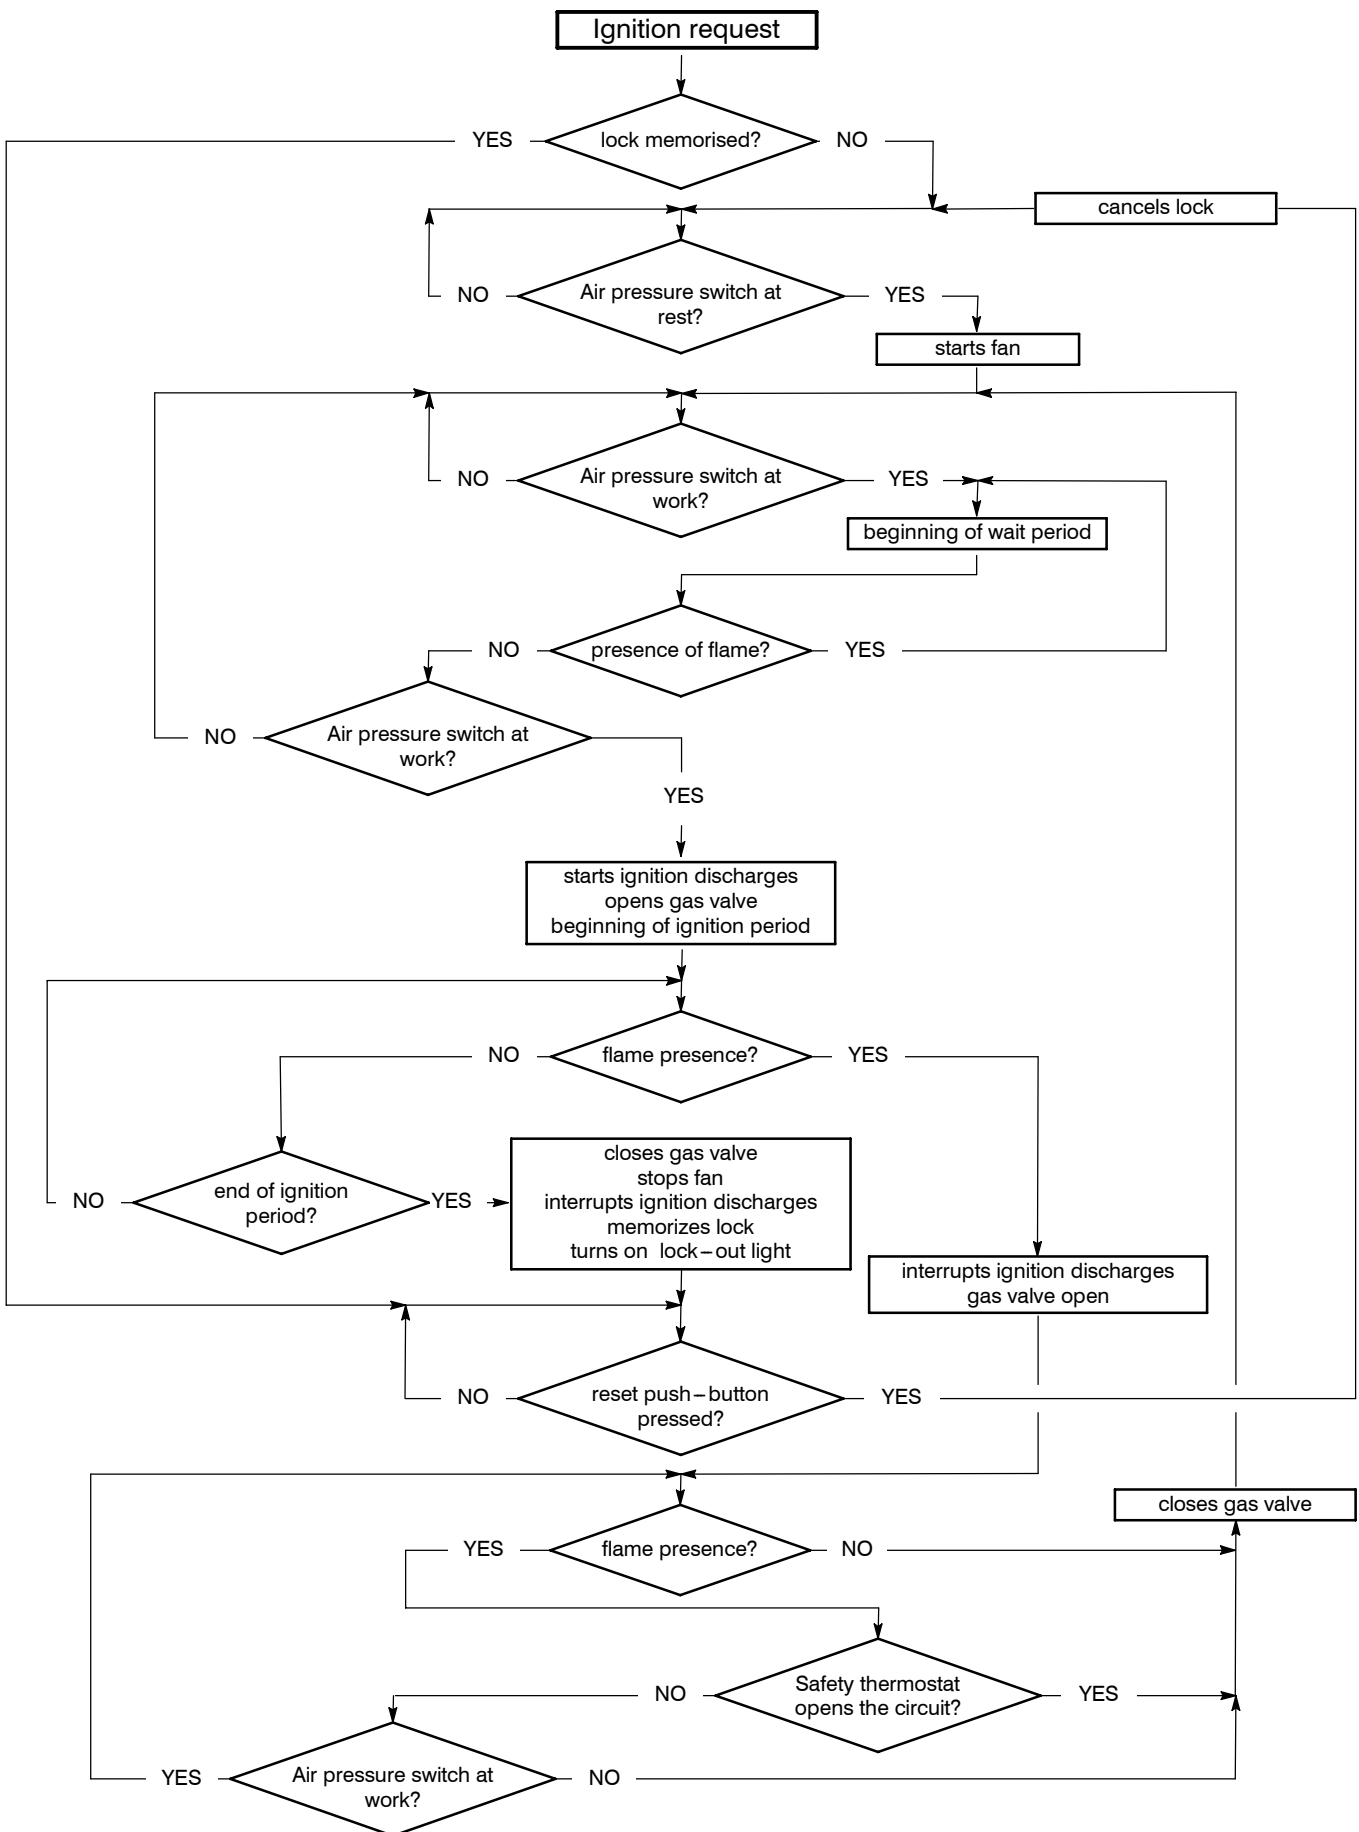 Ignition request
YES
lock memorised?
NO
cancels lock
NO
Air pressure switch at
rest?
YES
starts fan
NO
Air pressure switch at
work?
YES
beginning of wait period
NO
presence of flame?
YES
NO
Air pressure switch at
work?
YES
starts ignition discharges
opens gas valve
beginning of ignition period
NO
flame presence?
YES
NO
end of ignition
period?
YES
closes gas valve
stops fan
interrupts ignition discharges
memorizes lock
turns on lock-out light
interrupts ignition discharges
gas valve open
NO
reset push-button
pressed?
YES
closes gas valve
YES
flame presence?
NO
NO
Safety thermostat
opens the circuit?
YES
YES
Air pressure switch at
work?
NO